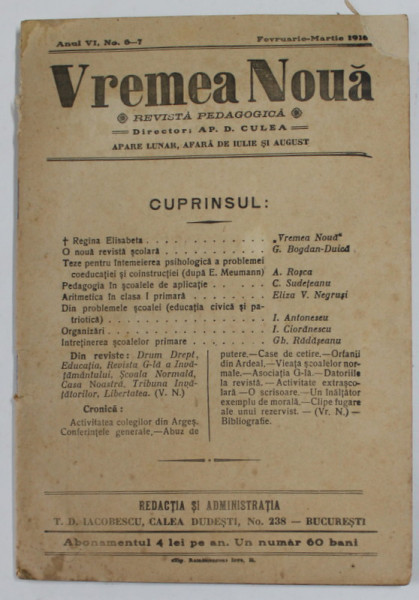 Anul VI, No. 6—7 Fevruarie-Martie 1916
Vremea Nouă
REVISTĂ PEDAGOGICĂ
Director: AP. D. CULEA
APARE LUNAR, AFARĂ DE IULIE ȘI AUGUST
CUPRINSUL:
† Regina Elisabeta . . . . . . . . . . . . „Vremea Nouă"
O nouă revistă școlară . . . . . . . . . . G. Bogdan-Duică
Teze pentru întemeierea psihologică a problemei
coeducației și coinstrucției (după E. Meumann) A. Roșca
Pedagogia în școalele de aplicație . . . . . C. Sudețeanu
Aritmetica în clasa I primară . . . . . . . Eliza V. Negruși
Din problemele școalei (educația civică și pa-
triotică) . . . . . . . . . . . . . . . . I. Antonescu
Organizări . . . . . . . . . . . . . . . . I. Ciorănescu
Intreținerea școalelor primare . . . . . . . Gh. Rădășanu
Din reviste: Drum Drept,
Educația, Revista G-lă a învă-
țământului, Școala Normală,
Casa Noastră, Tribuna Invă-
țătorilor, Libertatea. (V. N.)
Cronică:
Activitatea colegilor din Argeș.
Conferințele generale.—Abuz de
putere.—Case de cetire.—Orfanii
din Ardeal.—Vieața școalelor nor-
male.—Asociația G-la.—Datoriile
la revistă. — Activitate extrașco-
lară.—O scrisoare.—Un înălțător
exemplu de morală.—Clipe fugare
ale unui rezervist. — (Vr. N.) —
Bibliografie.
REDACȚIA ȘI ADMINISTRAȚIA
T. D. IACOBESCU, CALEA DUDEȘTI, No. 238 — BUCUREȘTI
Abonamentul 4 lei pe an. Un număr 60 bani